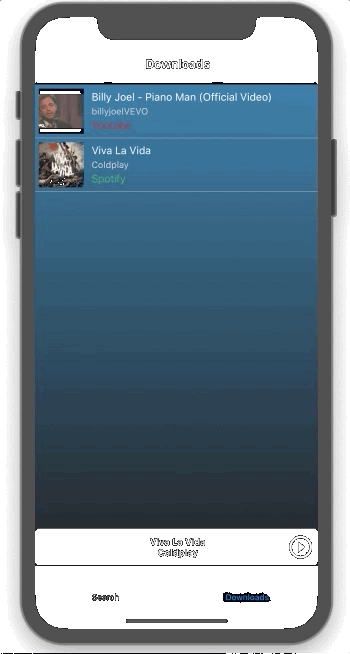 Downloads
Billy Joel - Piano Man (Official Video)
billyjoelVEVO
Youtube
Viva La Vida
Coldplay
Spotify
Viva La Vida
Coldplay
Search
Downloads